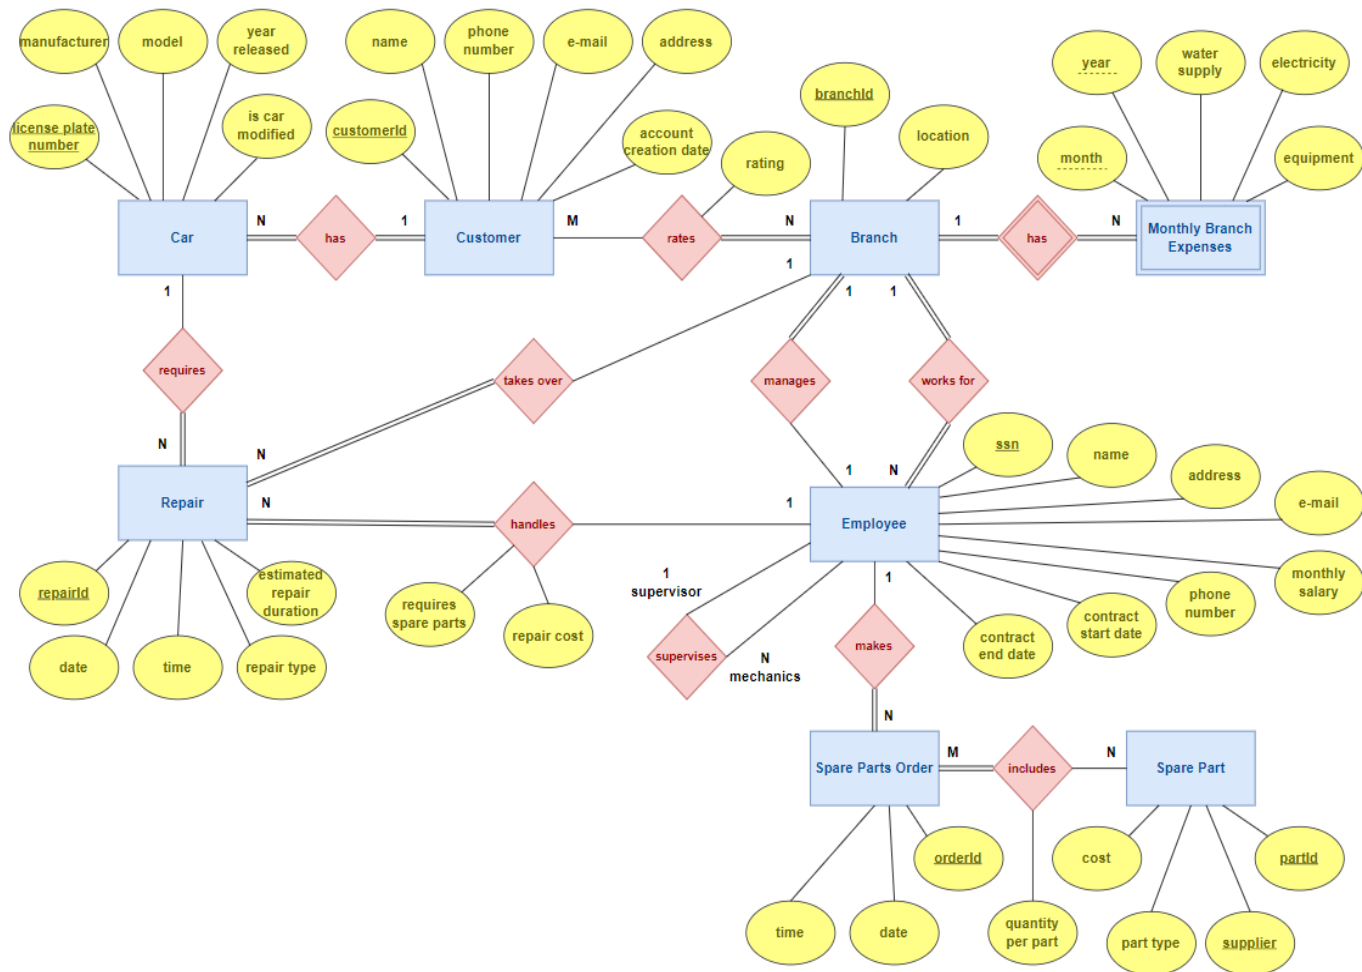 manufacturer
model
year
released
name
phone
number
e-mail
address
year
water
supply
electricity
license plate
number
is car
modified
customerId
account
creation date
rating
branchId
location
month
equipment
Car
N
has
1
Customer
M
rates
N
Branch
1
has
N
Monthly Branch
Expenses
1
1
1
1
requires
takes over
manages
works for
N
N
N
1
N
1
ssn
name
address
e-mail
Repair
handles
Employee
monthly
salary
phone
number
contract
start date
contract
end date
repairId
estimated
repair
duration
date
time
repair type
requires
spare parts
repair cost
1
supervisor
supervises
N
mechanics
1
makes
N
Spare Parts Order
M
includes
N
Spare Part
orderId
cost
partId
time
date
quantity
per part
part type
supplier